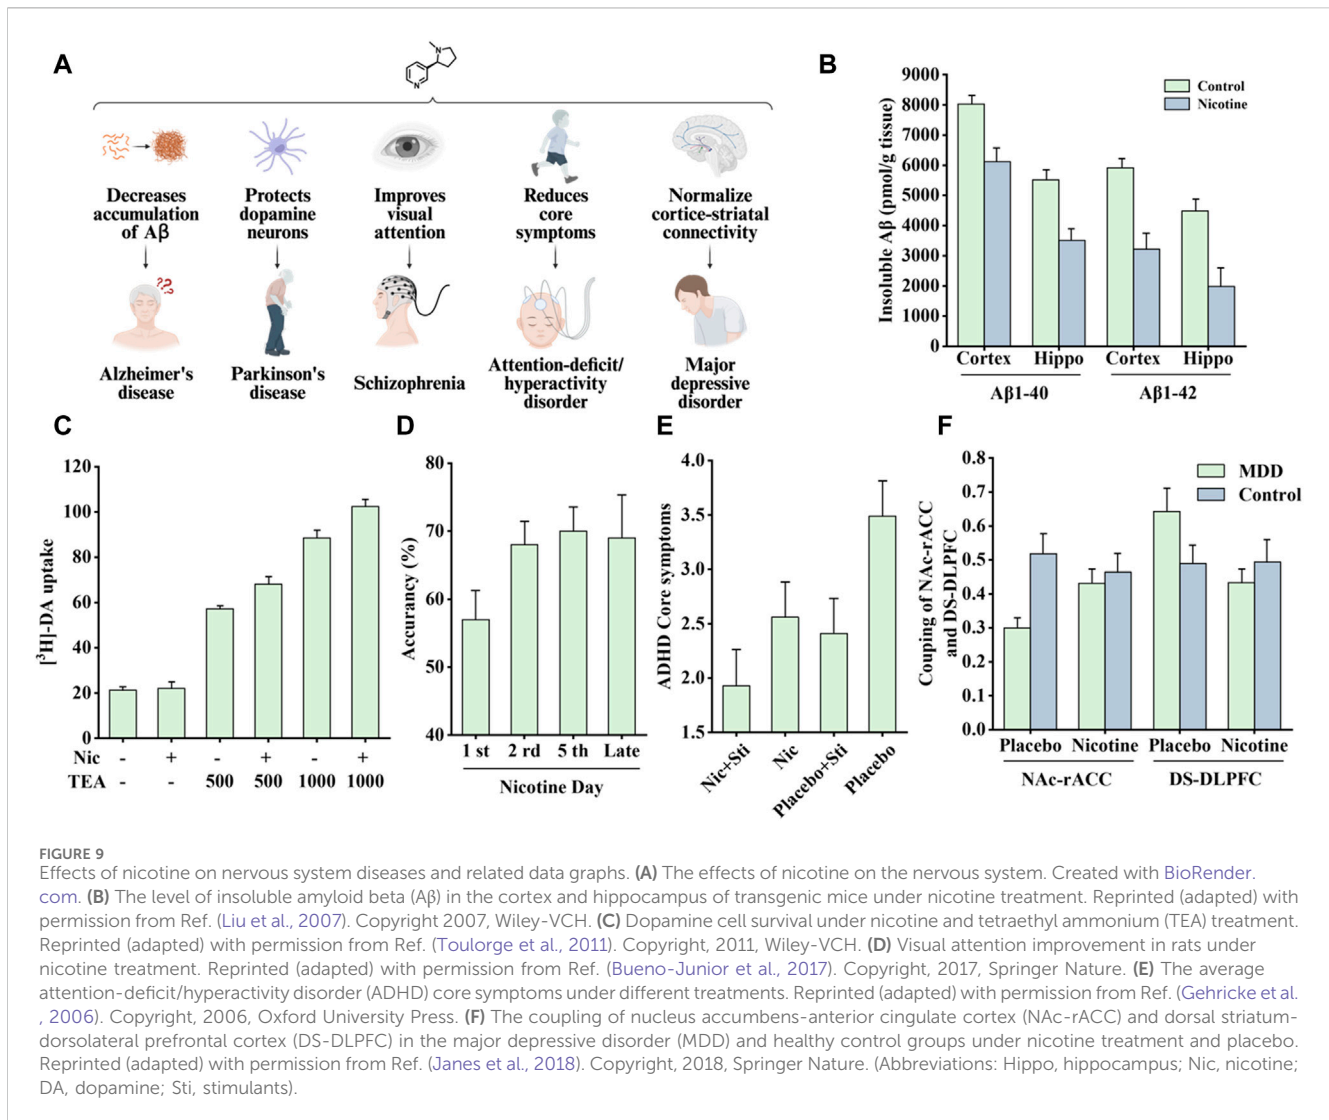 A
N
N
Decreases
accumulation
of Aβ
Protects
dopamine
neurons
Improves
visual
attention
Reduces
core
symptoms
Normalize
cortice-striatal
connectivity
Alzheimer's
disease
Parkinson's
disease
Schizophrenia
Attention-deficit/
hyperactivity
disorder
Major
depressive
disorder
B
Insoluble Aβ (pmol/g tissue)
9000
8000
7000
6000
5000
4000
3000
2000
1000
0
Control
Nicotine
Cortex Hippo Cortex Hippo
Aβ1-40 Aβ1-42
C
[³H]-DA uptake
120
100
80
60
40
20
0
Nic - + - + - +
TEA - - 500 500 1000 1000
D
Accurancy (%)
80
70
60
50
40
1 st 2 rd 5 th Late
Nicotine Day
E
ADHD Core symptoms
4.0
3.5
3.0
2.5
2.0
1.5
Nic+Sti
Nic
Placebo+Sti
Placebo
F
Couping of NAc-rACC
and DS-DLPFC
0.8
0.7
0.6
0.5
0.4
0.3
0.2
0.1
0.0
MDD
Control
Placebo Nicotine Placebo Nicotine
NAc-rACC DS-DLPFC
FIGURE 9
Effects of nicotine on nervous system diseases and related data graphs. (A) The effects of nicotine on the nervous system. Created with BioRender.
com. (B) The level of insoluble amyloid beta (Aβ) in the cortex and hippocampus of transgenic mice under nicotine treatment. Reprinted (adapted) with
permission from Ref. (Liu et al., 2007). Copyright 2007, Wiley-VCH. (C) Dopamine cell survival under nicotine and tetraethyl ammonium (TEA) treatment.
Reprinted (adapted) with permission from Ref. (Toulorge et al., 2011). Copyright, 2011, Wiley-VCH. (D) Visual attention improvement in rats under
nicotine treatment. Reprinted (adapted) with permission from Ref. (Bueno-Junior et al., 2017). Copyright, 2017, Springer Nature. (E) The average
attention-deficit/hyperactivity disorder (ADHD) core symptoms under different treatments. Reprinted (adapted) with permission from Ref. (Gehricke et al.
, 2006). Copyright, 2006, Oxford University Press. (F) The coupling of nucleus accumbens-anterior cingulate cortex (NAc-rACC) and dorsal striatum-
dorsolateral prefrontal cortex (DS-DLPFC) in the major depressive disorder (MDD) and healthy control groups under nicotine treatment and placebo.
Reprinted (adapted) with permission from Ref. (Janes et al., 2018). Copyright, 2018, Springer Nature. (Abbreviations: Hippo, hippocampus; Nic, nicotine;
DA, dopamine; Sti, stimulants).